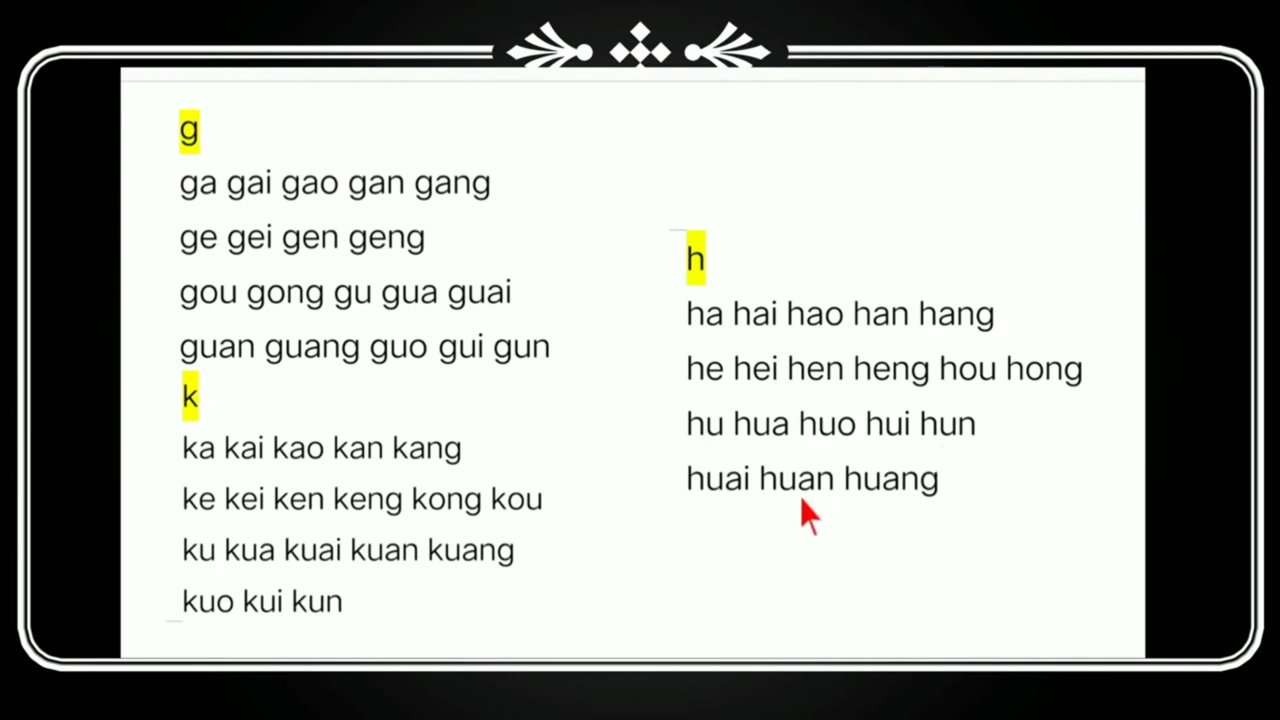 g
ga gai gao gan gang
ge gei gen geng
gou gong gu gua guai
guan guang guo gui gun
k
ka kai kao kan kang
ke kei ken keng kong kou
ku kua kuai kuan kuang
kuo kui kun
h
ha hai hao han hang
he hei hen heng hou hong
hu hua huo hui hun
huai huan huang